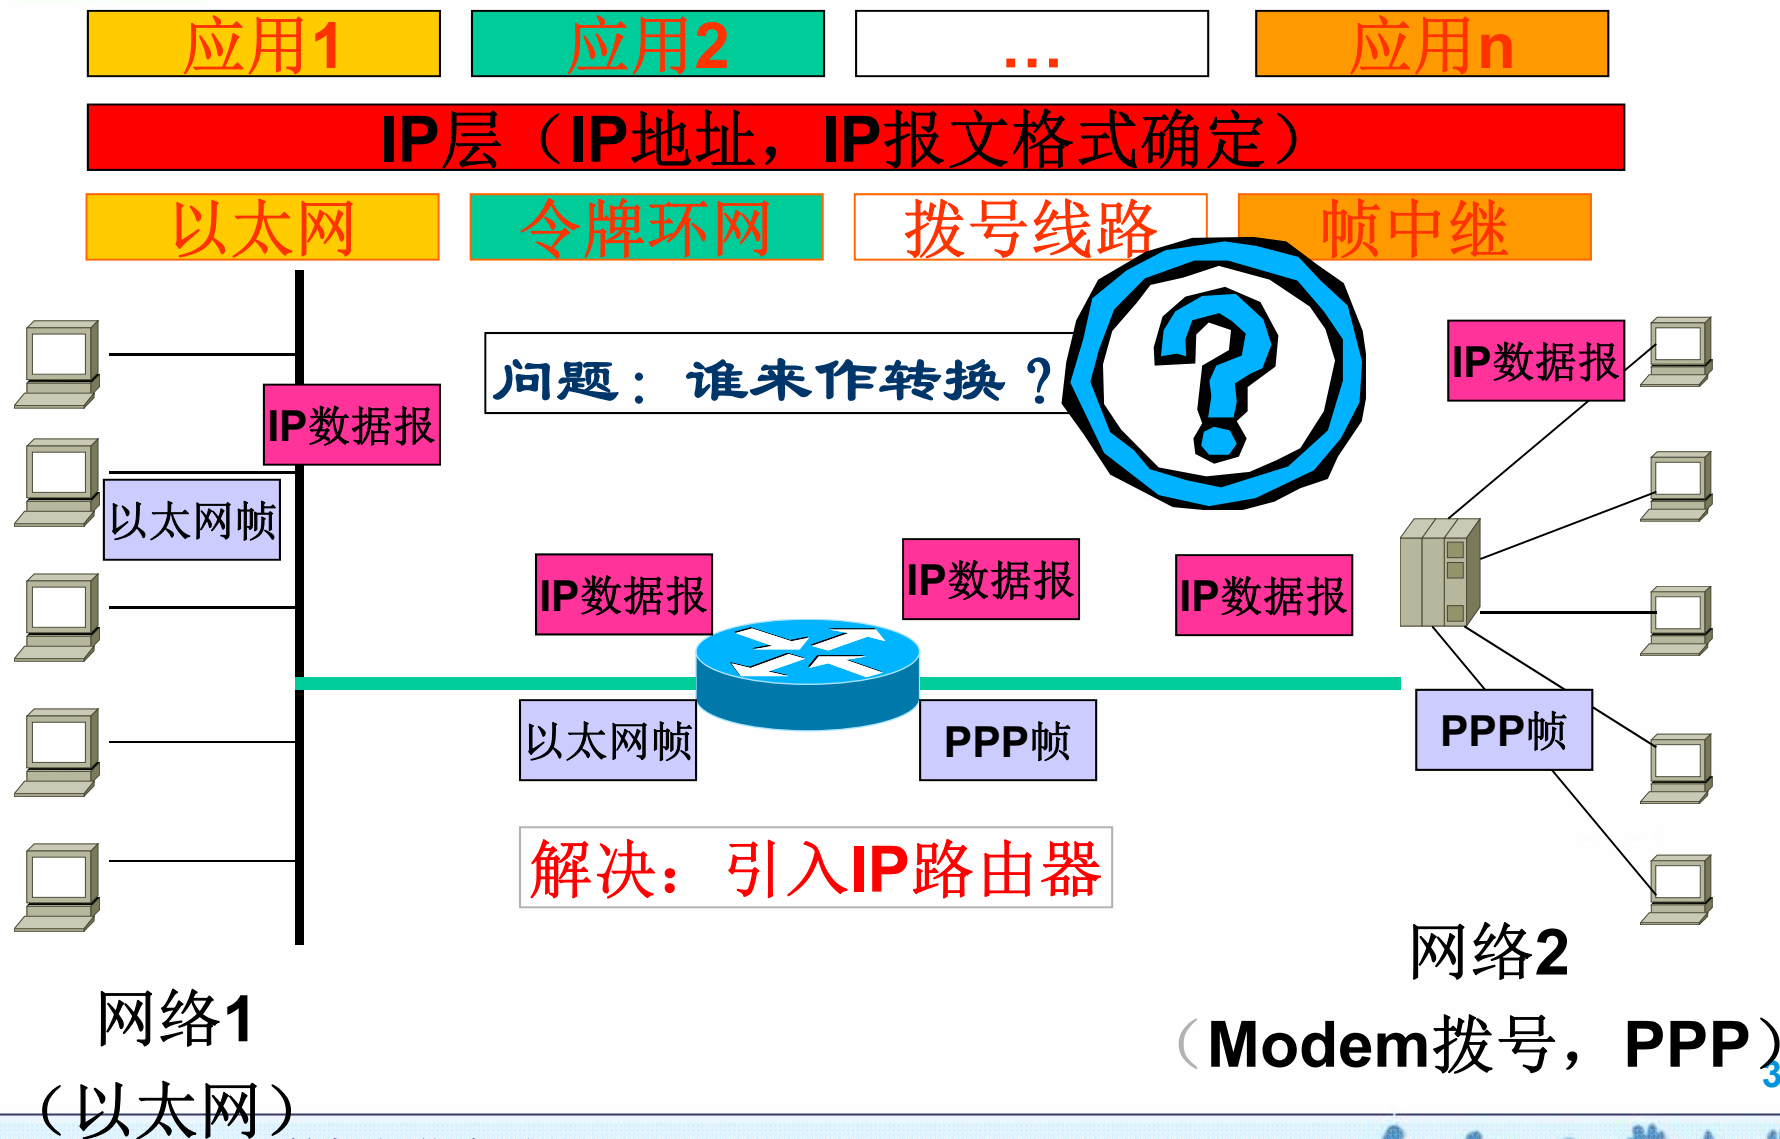 应用1
应用2
…
应用n
IP层（IP地址，IP报文格式确定）
以太网
令牌环网
拨号线路
帧中继
问题：谁来作转换？
IP数据报
IP数据报
以太网帧
IP数据报
IP数据报
IP数据报
以太网帧
PPP帧
PPP帧
解决：引入IP路由器
网络2
（Modem拨号，PPP）
网络1
（以太网）
3